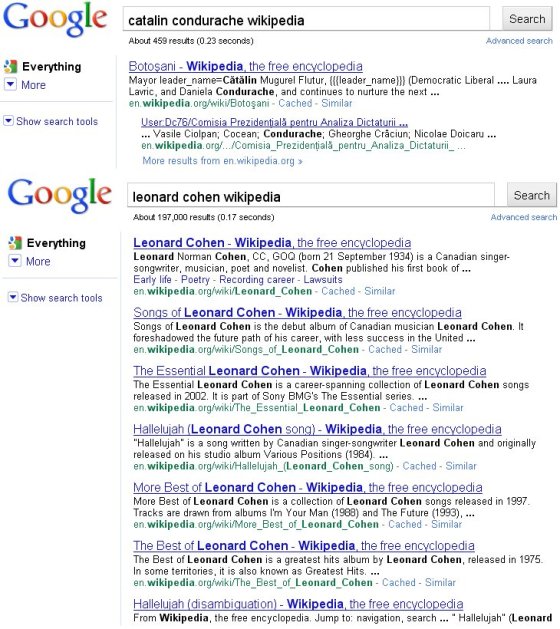 Google
catalin condurache wikipedia
Search
About 459 results (0.23 seconds)
Advanced search
Everything
More
Show search tools
Botoşani - Wikipedia, the free encyclopedia
Mayor leader_name=Cătălin Mugurel Flutur, {{{leader_name}}} (Democratic Liberal .... Laura
Lavric, and Daniela Condurache, and continues to nurture the next ...
en.wikipedia.org/wiki/Botoşani - Cached - Similar
User:Dc76/Comisia Prezidenţială pentru Analiza Dictaturii ...
... Vasile Ciolpan; Cocean; Condurache; Gheorghe Crăciun; Nicolae Doicaru ...
en.wikipedia.org/.../Comisia_Prezidenţială_pentru_Analiza_Dictaturii_ ...
More results from en.wikipedia.org »
Google
leonard cohen wikipedia
Search
About 197,000 results (0.17 seconds)
Advanced search
Everything
More
Show search tools
Leonard Cohen - Wikipedia, the free encyclopedia
Leonard Norman Cohen, CC, GOQ (born 21 September 1934) is a Canadian singer-
songwriter, musician, poet and novelist. Cohen published his first book of ...
Early life - Poetry - Recording career - Lawsuits
en.wikipedia.org/wiki/Leonard_Cohen - Cached - Similar
Songs of Leonard Cohen - Wikipedia, the free encyclopedia
Songs of Leonard Cohen is the debut album of Canadian musician Leonard Cohen. It
foreshadowed the future path of his career, with less success in the United ...
en.wikipedia.org/wiki/Songs_of_Leonard_Cohen - Cached - Similar
The Essential Leonard Cohen - Wikipedia, the free encyclopedia
The Essential Leonard Cohen is a career-spanning collection of Leonard Cohen songs
released in 2002. It is part of Sony BMG's The Essential series. ...
en.wikipedia.org/wiki/The_Essential_Leonard_Cohen - Cached - Similar
Hallelujah (Leonard Cohen song) - Wikipedia, the free encyclopedia
"Hallelujah" is a song written by Canadian singer-songwriter Leonard Cohen and originally
released on his studio album Various Positions (1984). ...
en.wikipedia.org/wiki/Hallelujah_(Leonard_Cohen_song) - Cached - Similar
More Best of Leonard Cohen - Wikipedia, the free encyclopedia
More Best of Leonard Cohen is a collection of Leonard Cohen songs released in 1997.
Tracks are drawn from albums I'm Your Man (1988) and The Future (1993), ...
en.wikipedia.org/wiki/More_Best_of_Leonard_Cohen - Cached - Similar
The Best of Leonard Cohen - Wikipedia, the free encyclopedia
The Best of Leonard Cohen is a greatest hits album by Leonard Cohen, released in 1975.
In some territories, it is also known as Greatest Hits. ...
en.wikipedia.org/wiki/The_Best_of_Leonard_Cohen - Cached - Similar
Hallelujah (disambiguation) - Wikipedia, the free encyclopedia
From Wikipedia, the free encyclopedia. Jump to: navigation, search ... " Hallelujah" (Leonard